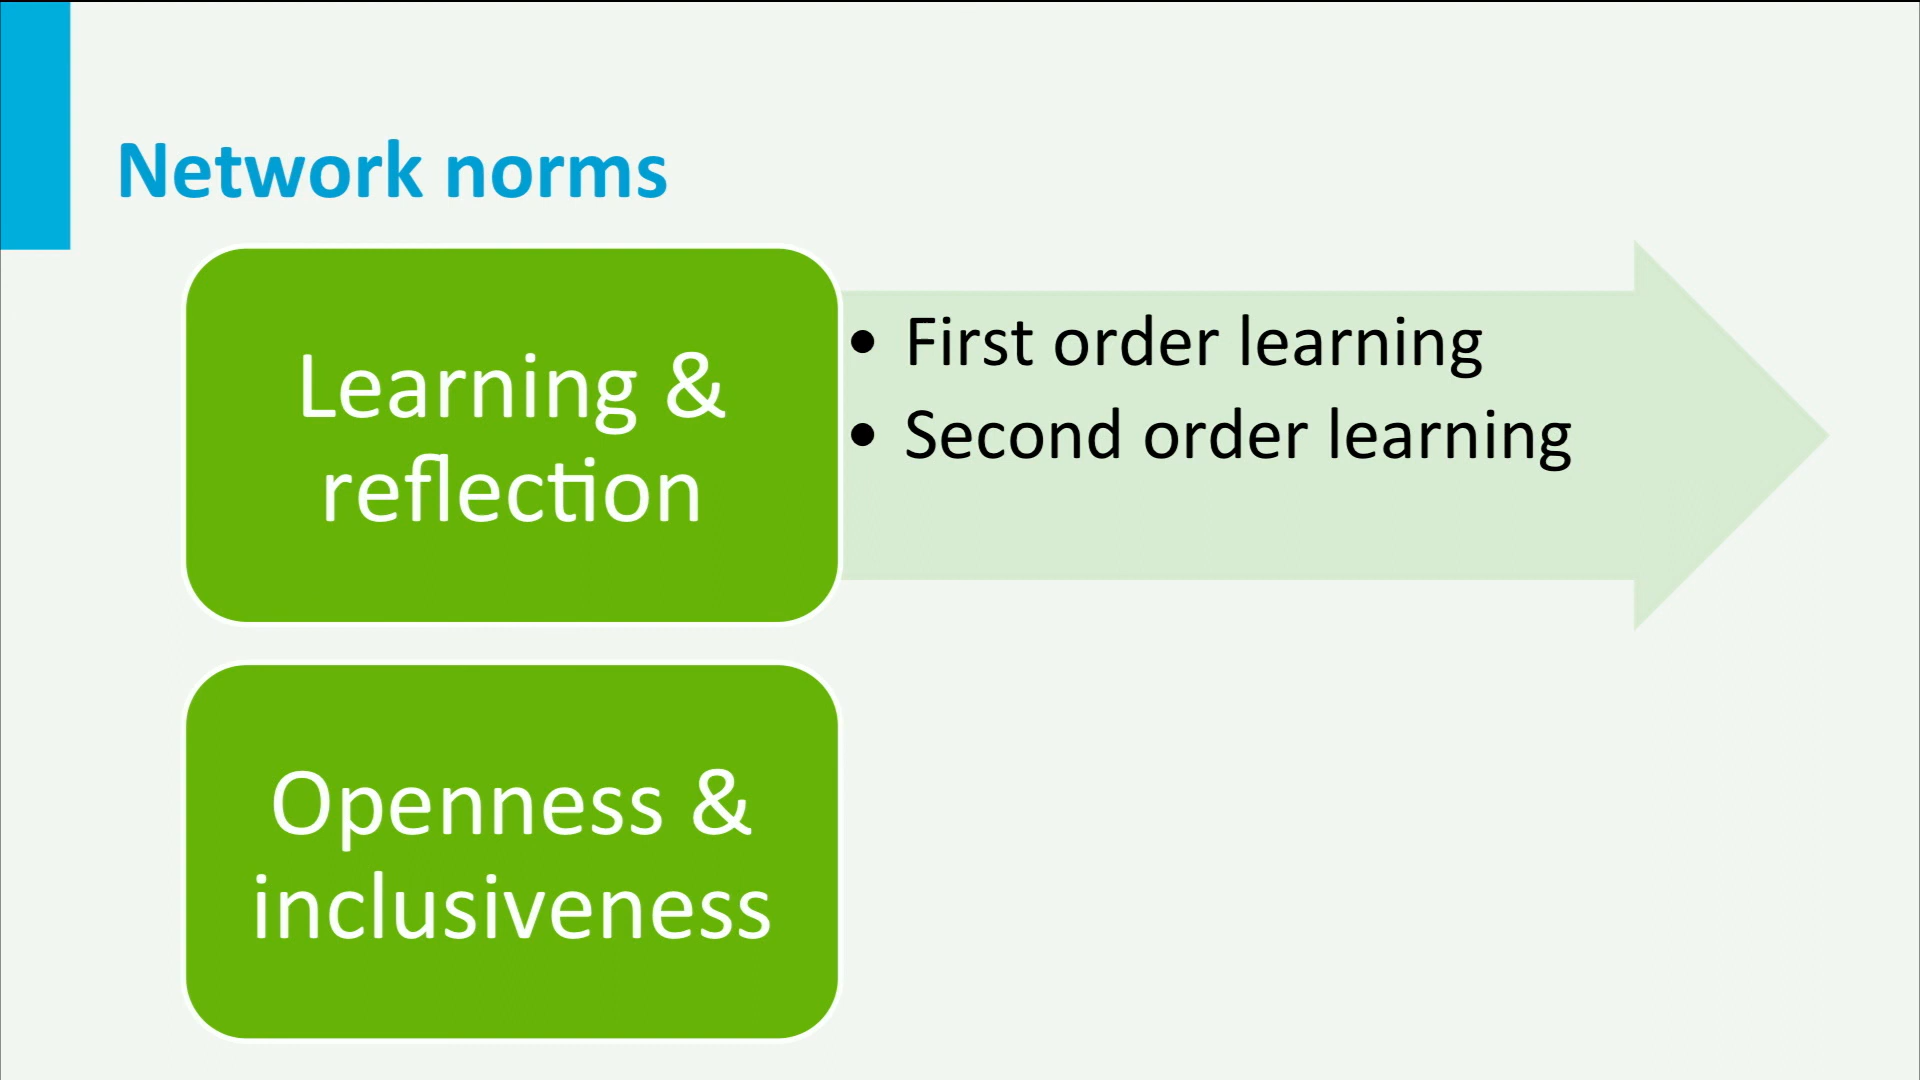 Network norms
Learning &
reflection
• First order learning
• Second order learning
Openness &
inclusiveness